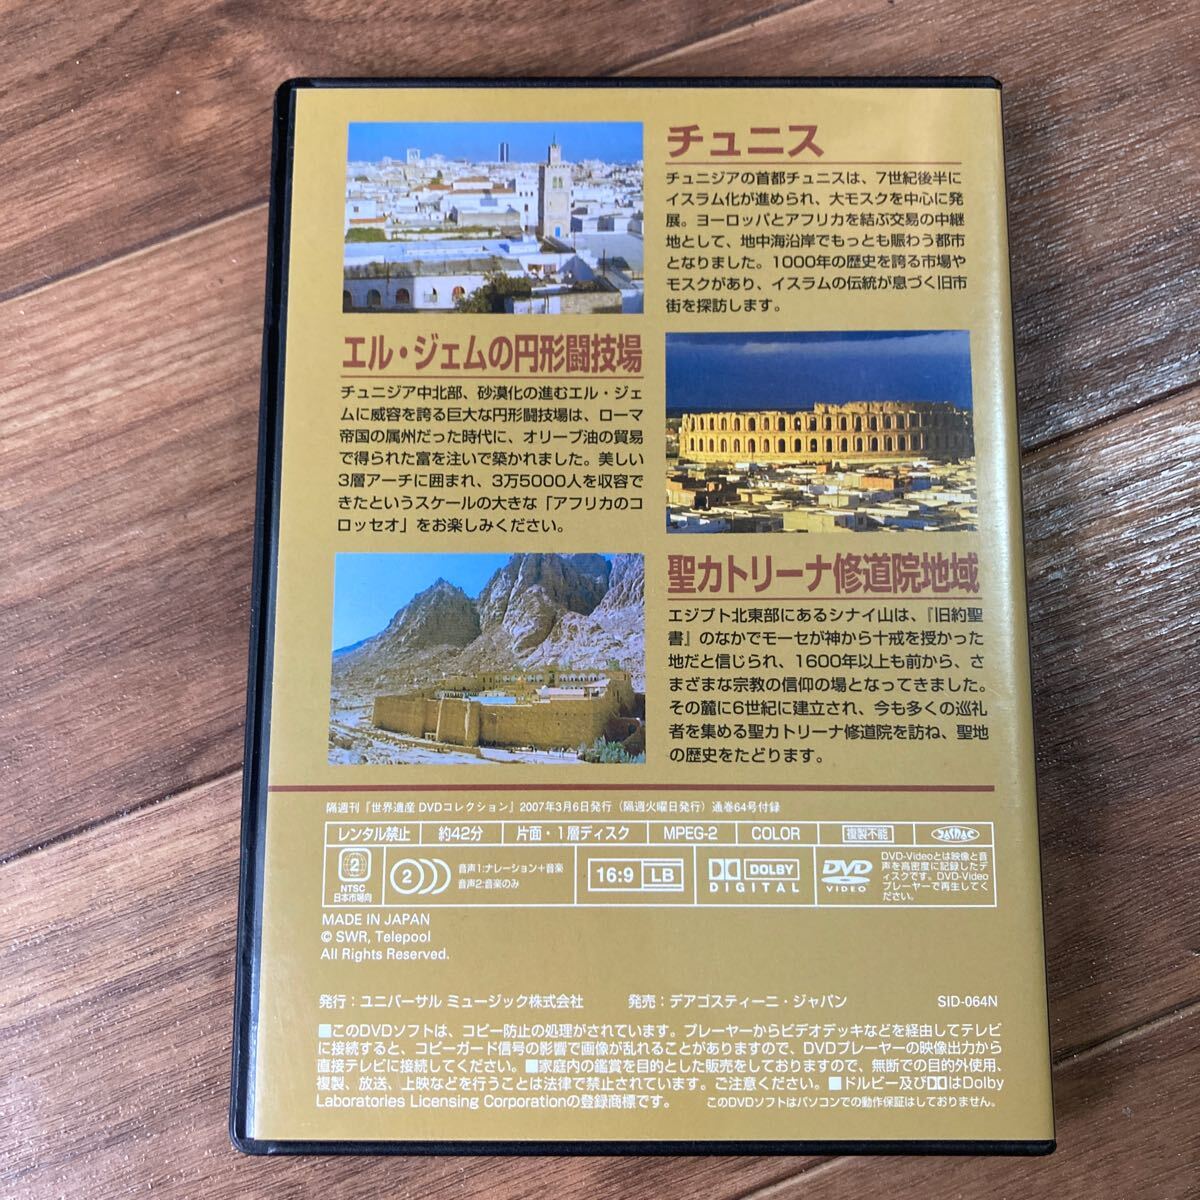 チュニス
チュニジアの首都チュニスは、7世紀後半に
イスラム化が進められ、大モスクを中心に発
展。ヨーロッパとアフリカを結ぶ交易の中継
地として、地中海沿岸でもっとも賑わう都市
となりました。1000年の歴史を誇る市場や
モスクがあり、イスラムの伝統が息づく旧市
街を探訪します。
エル・ジェムの円形闘技場
チュニジア中北部、砂漠化の進むエル・ジェ
ムに威容を誇る巨大な円形闘技場は、ローマ
帝国の属州だった時代に、オリーブ油の貿易
で得られた富を注いで築かれました。美しい
3層アーチに囲まれ、3万5000人を収容で
きたというスケールの大きな「アフリカのコ
ロッセオ」をお楽しみください。
聖カトリーナ修道院地域
エジプト北東部にあるシナイ山は、『旧約聖
書』のなかでモーセが神から十戒を授かった
地だと信じられ、1600年以上も前から、さ
まざまな宗教の信仰の場となってきました。
その麓に6世紀に建立され、今も多くの巡礼
者を集める聖カトリーナ修道院を訪ね、聖地
の歴史をたどります。
隔週刊『世界遺産 DVDコレクション』2007年3月6日発行（隔週火曜日発行）通巻64号付録
レンタル禁止 約42分 片面・1層ディスク MPEG-2 COLOR 複製不能 JASRAC
2 NTSC 日本市場向
2 音声1:ナレーション+音楽
音声2:音楽のみ
16:9 LB
DOLBY DIGITAL
DVD VIDEO
DVD-Videoとは映像と音
声を高密度に記録したデ
ィスクです。DVD-Video
プレーヤーで再生してく
ださい。
MADE IN JAPAN
© SWR, Telepool
All Rights Reserved.
発行：ユニバーサル ミュージック株式会社 発売：デアゴスティーニ・ジャパン SID-064N
■このDVDソフトは、コピー防止の処理がされています。プレーヤーからビデオデッキなどを経由してテレビ
に接続すると、コピーガード信号の影響で画像が乱れることがありますので、DVDプレーヤーの映像出力から
直接テレビに接続してください。■家庭内の鑑賞を目的とした販売をしておりますので、無断での目的外使用、
複製、放送、上映などを行うことは法律で禁止されています。ご注意ください。■ドルビー及びDDはDolby
Laboratories Licensing Corporationの登録商標です。 このDVDソフトはパソコンでの動作保証はしておりません。